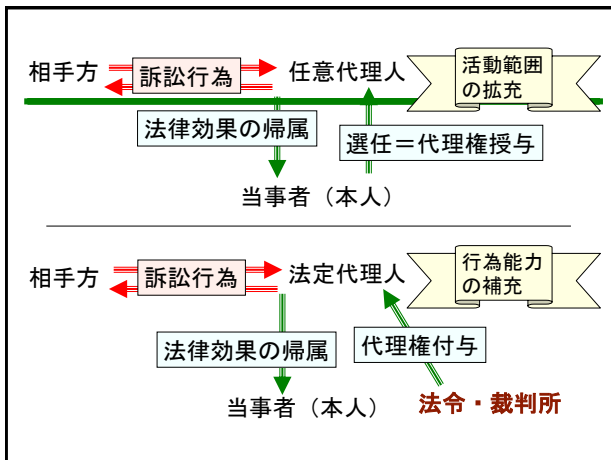 相手方 訴訟行為 任意代理人 活動範囲
の拡充
法律効果の帰属 選任＝代理権授与
当事者（本人）
相手方 訴訟行為 法定代理人 行為能力
の補充
法律効果の帰属 代理権付与
当事者（本人） 法令・裁判所